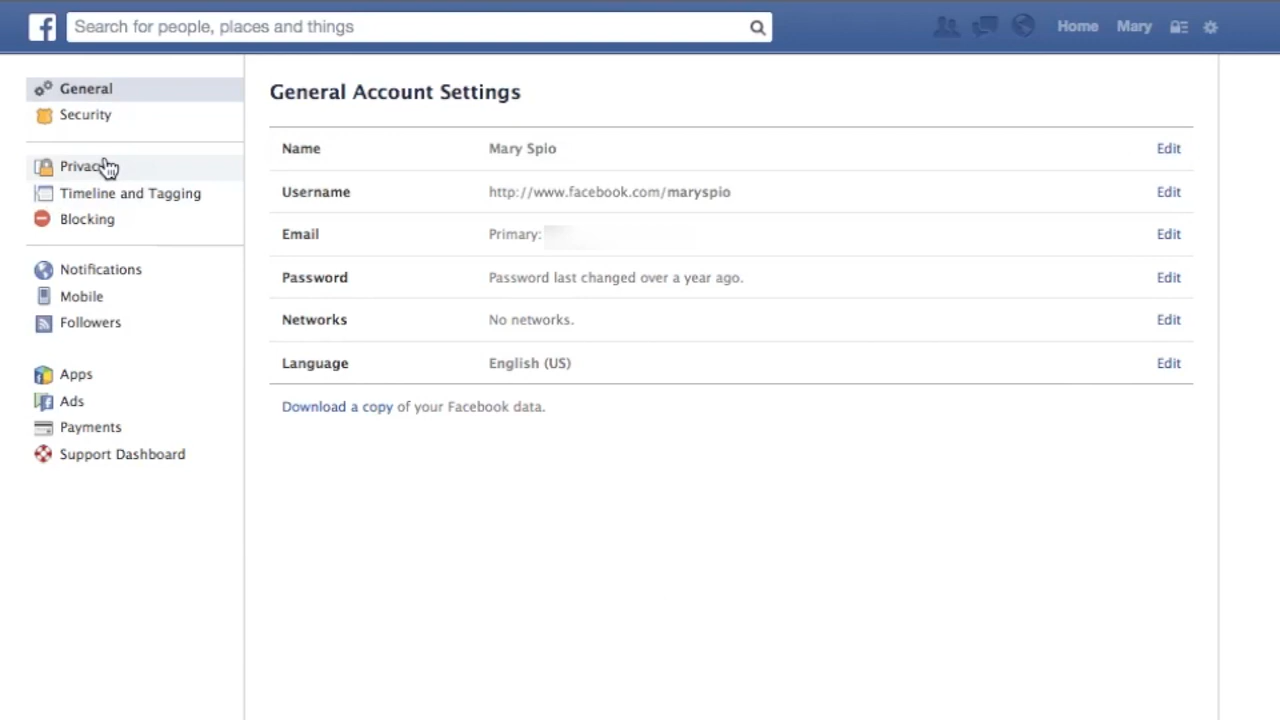 f Search for people, places and things Home Mary
General
Security
Privacy
Timeline and Tagging
Blocking
Notifications
Mobile
Followers
Apps
Ads
Payments
Support Dashboard
General Account Settings
Name Mary Spio Edit
Username http://www.facebook.com/maryspio Edit
Email Primary: Edit
Password Password last changed over a year ago. Edit
Networks No networks. Edit
Language English (US) Edit
Download a copy of your Facebook data.